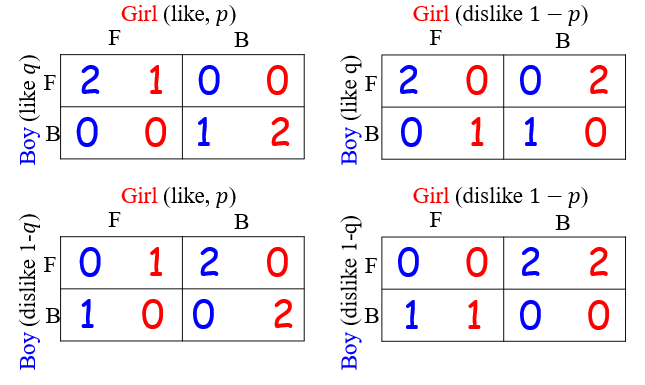 Girl (like, p)
F B
Boy (like q)
F 2 1 0 0
B 0 0 1 2
Girl (dislike 1 − p)
F B
Boy (like q)
F 2 0 0 2
B 0 1 1 0
Girl (like, p)
F B
Boy (dislike 1-q)
F 0 1 2 0
B 1 0 0 2
Girl (dislike 1 − p)
F B
Boy (dislike 1-q)
F 0 0 2 2
B 1 1 0 0